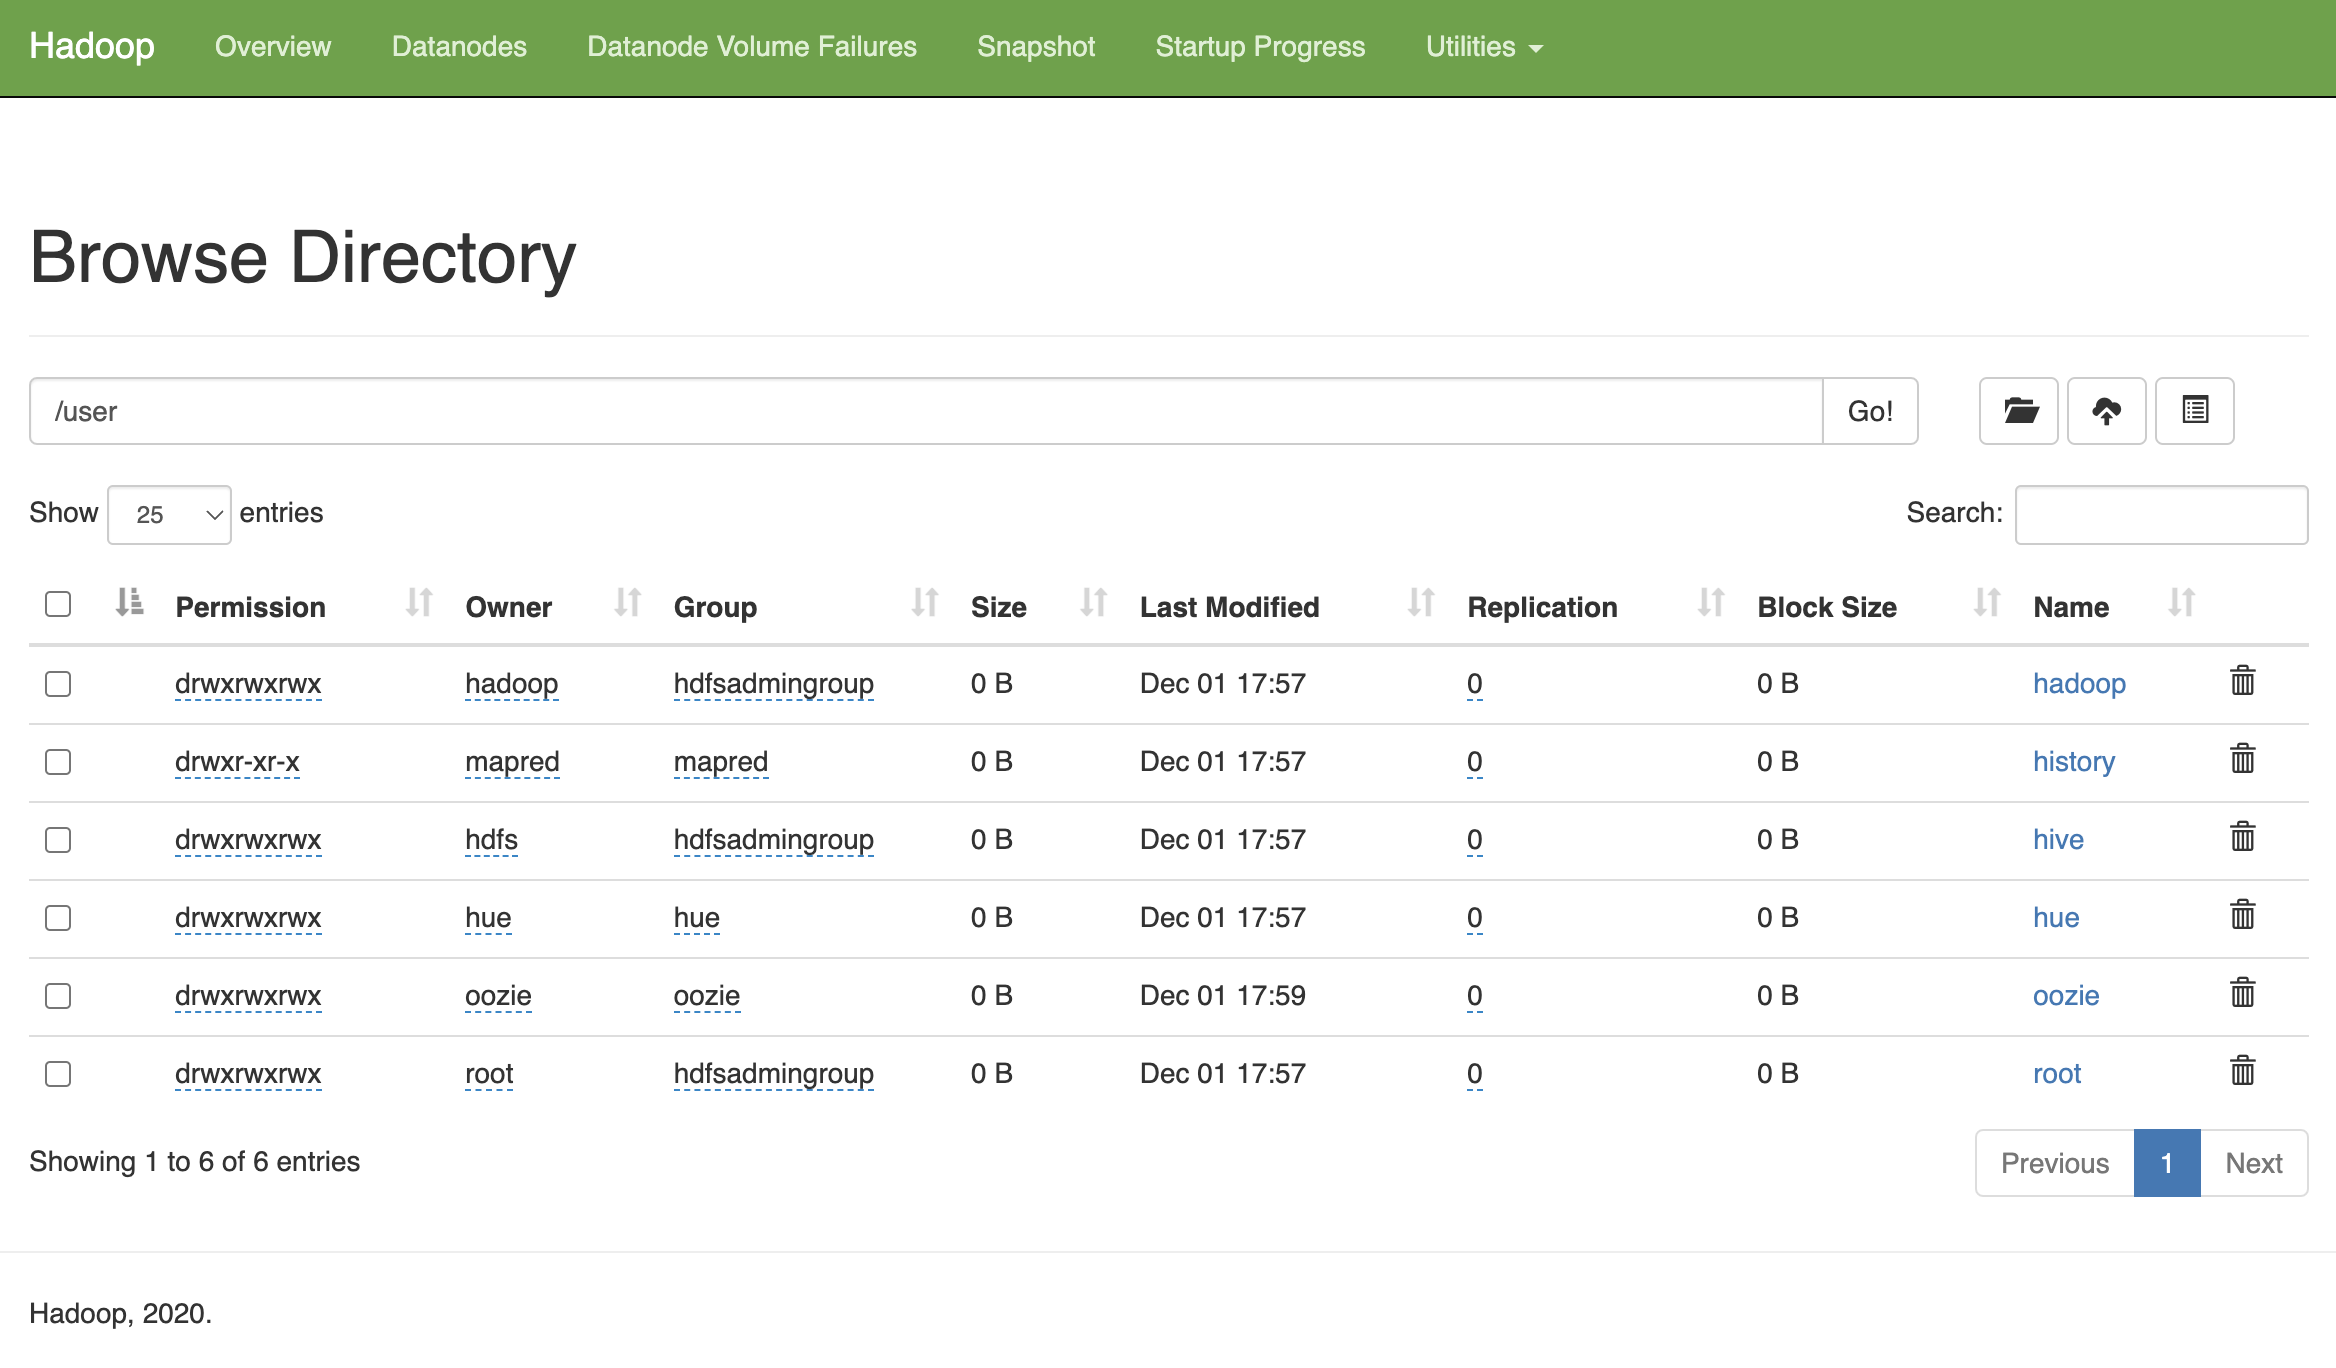 Hadoop Overview Datanodes Datanode Volume Failures Snapshot Startup Progress Utilities
Browse Directory
/user Go!
Show 25 entries Search:
Permission Owner Group Size Last Modified Replication Block Size Name
drwxrwxrwx hadoop hdfsadmingroup 0 B Dec 01 17:57 0 0 B hadoop
drwxr-xr-x mapred mapred 0 B Dec 01 17:57 0 0 B history
drwxrwxrwx hdfs hdfsadmingroup 0 B Dec 01 17:57 0 0 B hive
drwxrwxrwx hue hue 0 B Dec 01 17:57 0 0 B hue
drwxrwxrwx oozie oozie 0 B Dec 01 17:59 0 0 B oozie
drwxrwxrwx root hdfsadmingroup 0 B Dec 01 17:57 0 0 B root
Showing 1 to 6 of 6 entries Previous 1 Next
Hadoop, 2020.